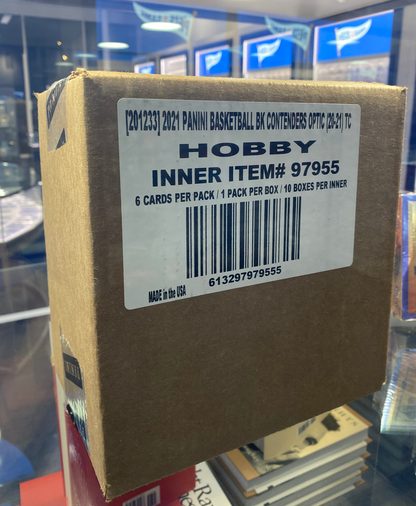 [201233] 2021 PANINI BASKETBALL BK CONTENDERS OPTIC (20-21) TC
HOBBY
INNER ITEM# 97955
6 CARDS PER PACK / 1 PACK PER BOX / 10 BOXES PER INNER
613297979555
MADE in the USA